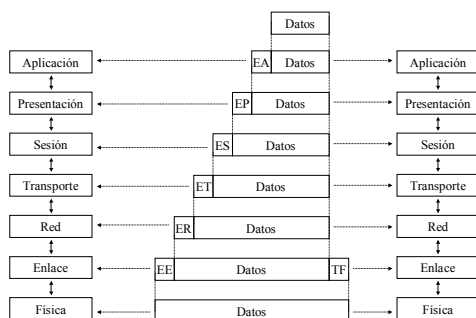 Datos
Aplicación EA Datos Aplicación
Presentación EP Datos Presentación
Sesión ES Datos Sesión
Transporte ET Datos Transporte
Red ER Datos Red
Enlace EE Datos TF Enlace
Física Datos Física